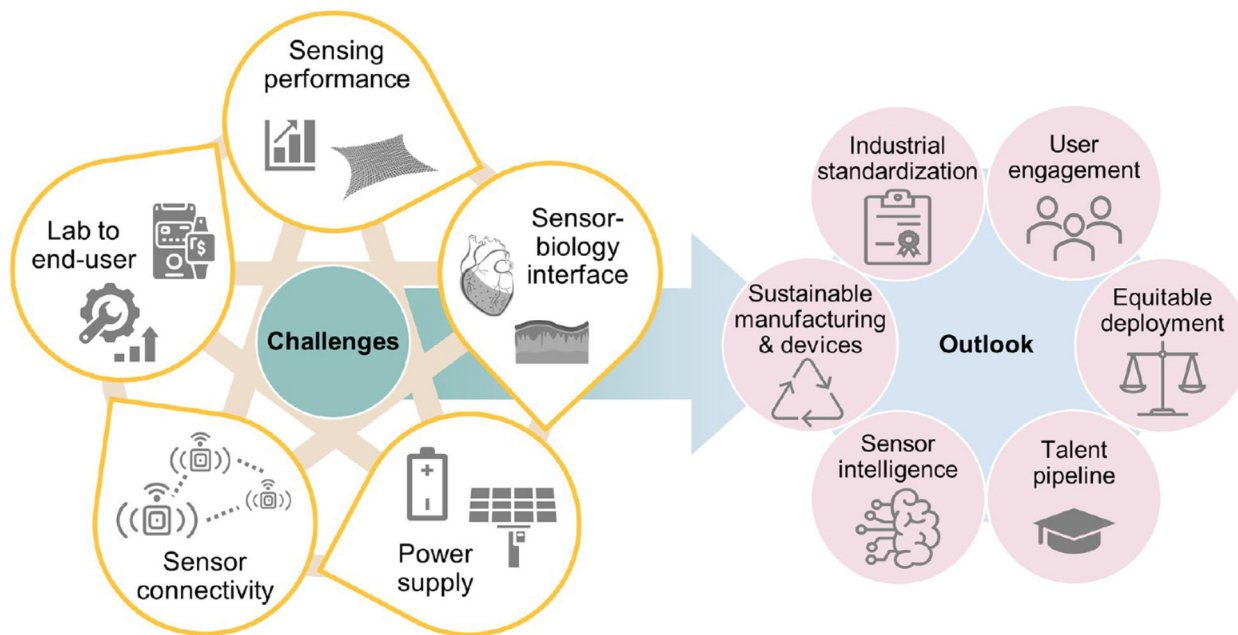 Sensing
performance
Sensor-
biology
interface
Power
supply
Sensor
connectivity
Lab to
end-user
$
+
-
Challenges
Industrial
standardization
User
engagement
Equitable
deployment
Talent
pipeline
Sensor
intelligence
Sustainable
manufacturing
& devices
Outlook